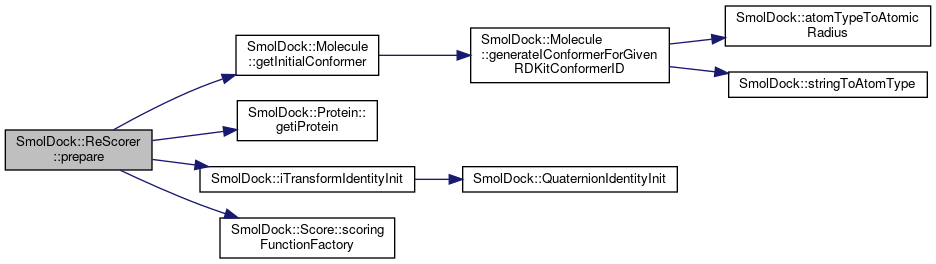 SmolDock::ReScorer
::prepare
SmolDock::Molecule
::getInitialConformer
SmolDock::Protein::
getiProtein
SmolDock::iTransformIdentityInit
SmolDock::Score::scoring
FunctionFactory
SmolDock::Molecule
::generateIConformerForGiven
RDKitConformerID
SmolDock::QuaternionIdentityInit
SmolDock::atomTypeToAtomic
Radius
SmolDock::stringToAtomType